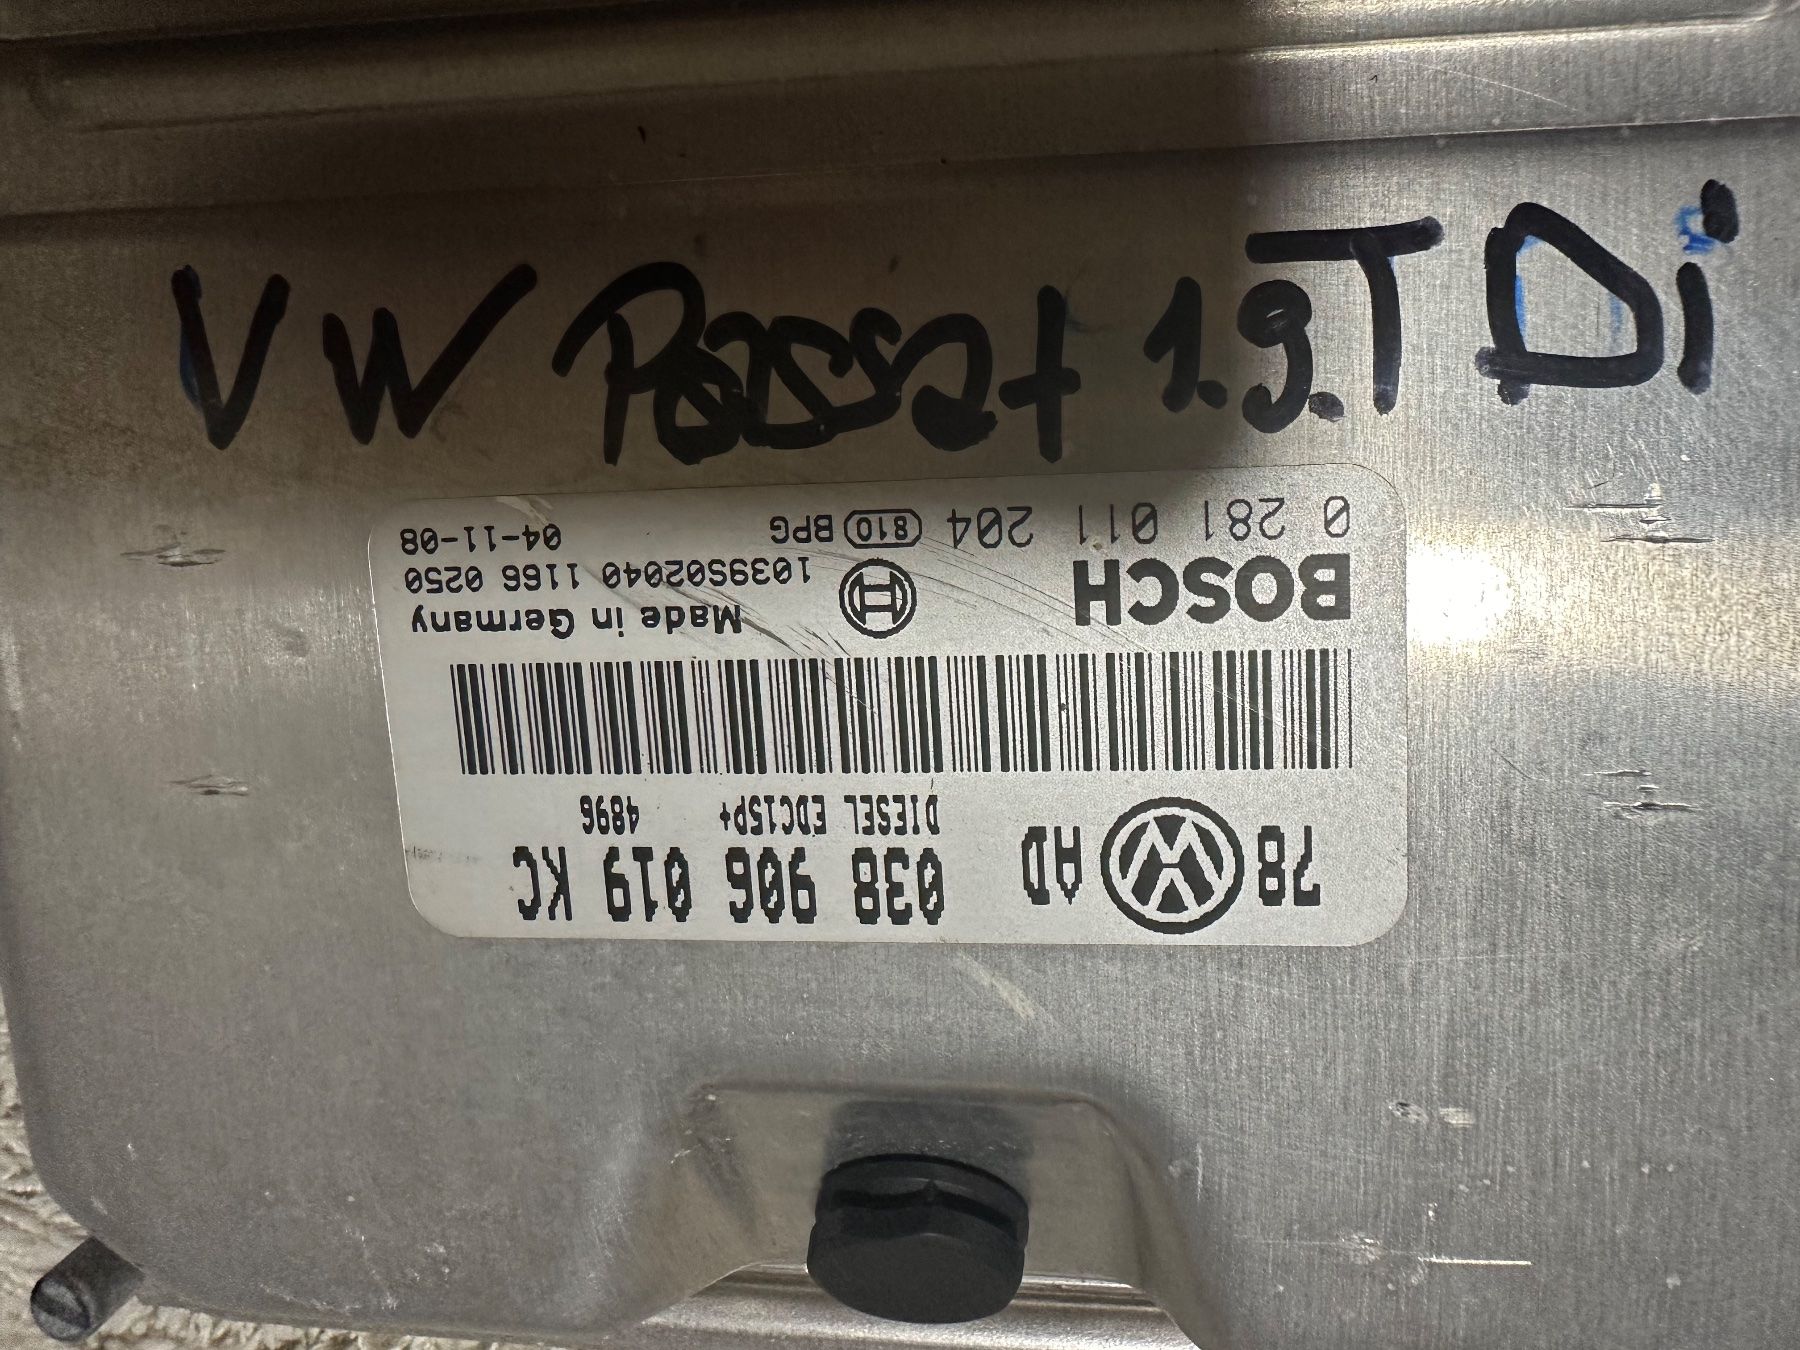 VW Passat 1.9.TDi
78 AD 038 906 019 KC
DIESEL EDC15P+ 4896
BOSCH Made in Germany
1039S02040 1166 0250
0 281 011 204 810 BPG 04-11-08